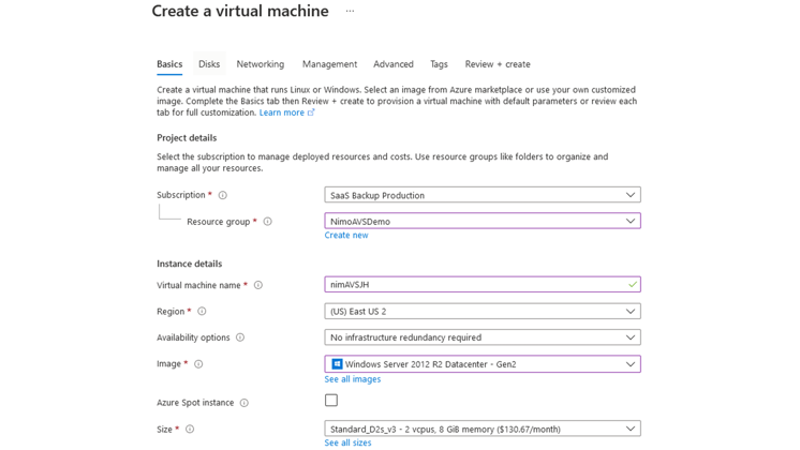 Create a virtual machine ...
Basics Disks Networking Management Advanced Tags Review + create
Create a virtual machine that runs Linux or Windows. Select an image from Azure marketplace or use your own customized
image. Complete the Basics tab then Review + create to provision a virtual machine with default parameters or review each
tab for full customization. Learn more
Project details
Select the subscription to manage deployed resources and costs. Use resource groups like folders to organize and
manage all your resources.
Subscription * SaaS Backup Production
Resource group * NimoAVSDemo
Create new
Instance details
Virtual machine name * nimAVSJH
Region * (US) East US 2
Availability options No infrastructure redundancy required
Image * Windows Server 2012 R2 Datacenter - Gen2
See all images
Azure Spot instance
Size * Standard_D2s_v3 - 2 vcpus, 8 GiB memory ($130.67/month)
See all sizes